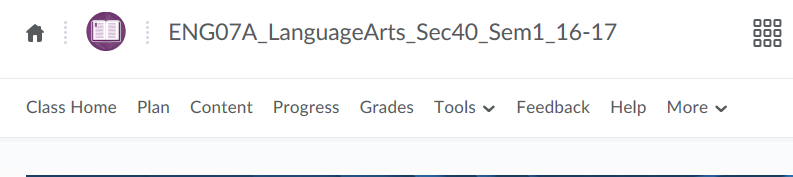 ENG07A_LanguageArts_Sec40_Sem1_16-17
Class Home Plan Content Progress Grades Tools Feedback Help More